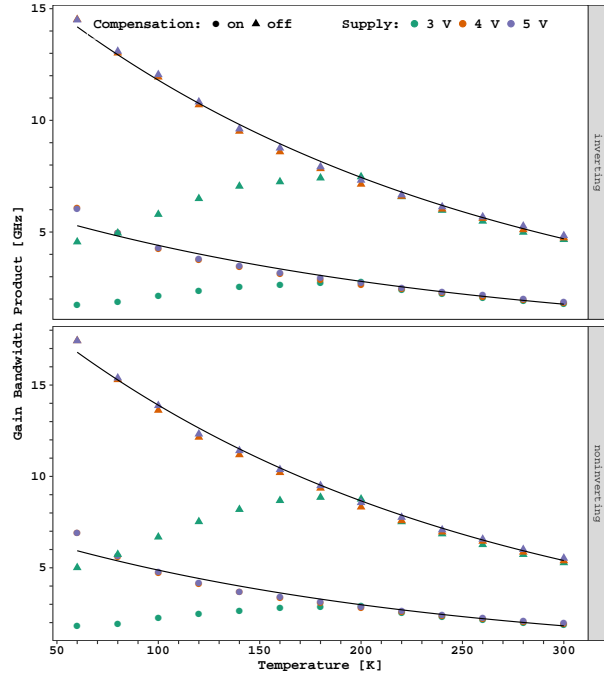 Compensation: on off Supply: 3 V 4 V 5 V
15
10
5
inverting
Gain Bandwidth Product [GHz]
15
10
5
noninverting
50 100 150 200 250 300
Temperature [K]